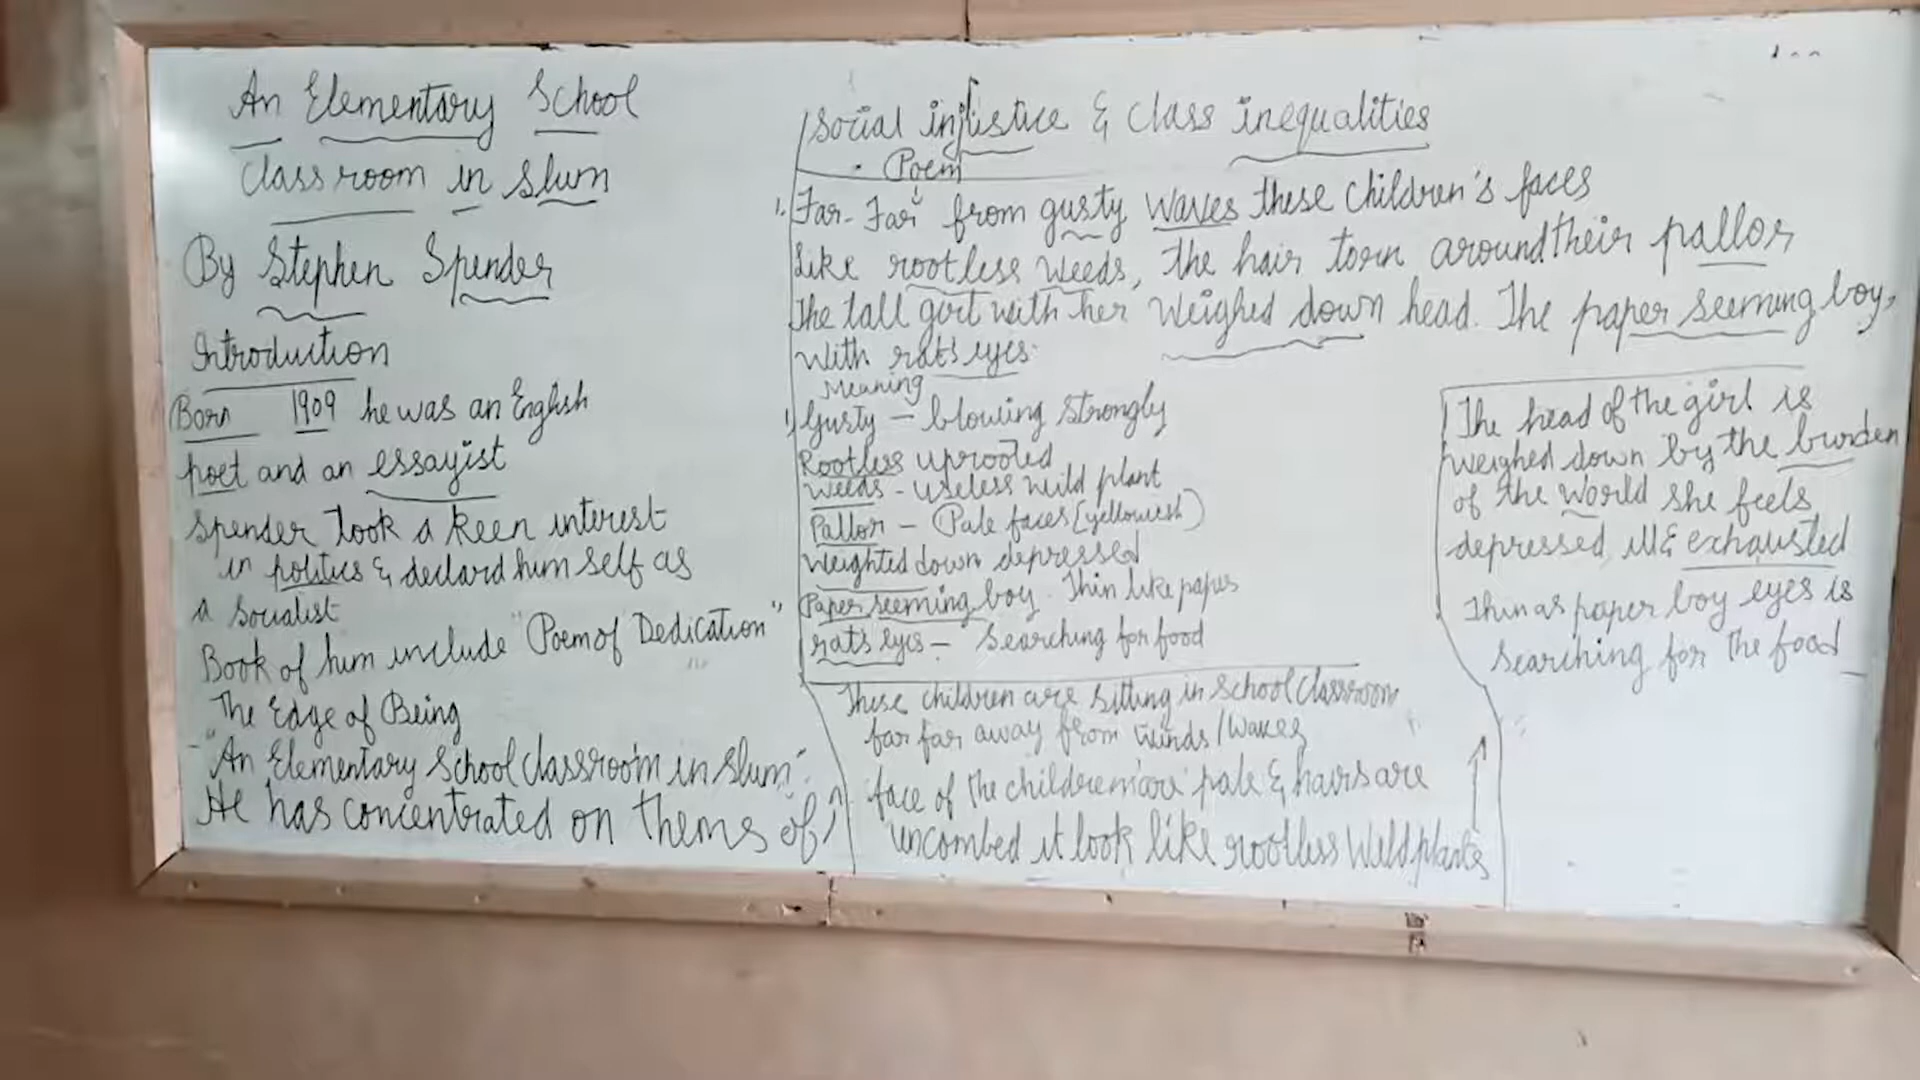 An Elementary School
Classroom in Slum
By Stephen Spender
Introduction
Born 1909 he was an English
poet and an essayist
Spender took a keen interest
in politics & declard himself as
a Socialist
Book of him include "Poem of Dedication"
The Edge of Being
"An Elementary School Classroom in Slum".
He has concentrated on thems of
Social injustice & Class inequalities
Poem
1. Far-Far from gusty waves these Children's faces
Like rootless weeds, the hair torn around their pallor
The tall girl with her Weighed down head. The paper seeming boy,
with rat's eyes.
Meaning
Gusty – blowing strongly
Rootless uprooted
Weeds – useless wild plant
Pallor – Pale faces (yellowish)
Weighted down depressed
Paper seeming boy. Thin like paper
rats eyes – Searching for food
These children are sitting in School Classroom
far far away from winds/waves
face of the children are pale & hairs are
uncombed it look like rootless Wild plants
The head of the girl is
weighed down by the burden
of the world she feels
depressed, ill & exhausted
Thin as paper boy eyes is
Searching for the food